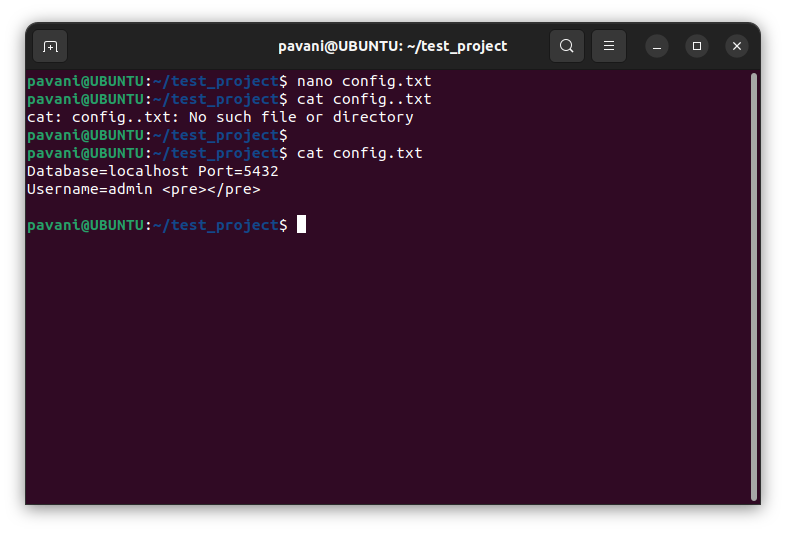 pavani@UBUNTU: ~/test_project
pavani@UBUNTU:~/test_project$ nano config.txt
pavani@UBUNTU:~/test_project$ cat config..txt
cat: config..txt: No such file or directory
pavani@UBUNTU:~/test_project$
pavani@UBUNTU:~/test_project$ cat config.txt
Database=localhost Port=5432
Username=admin <pre></pre>
pavani@UBUNTU:~/test_project$